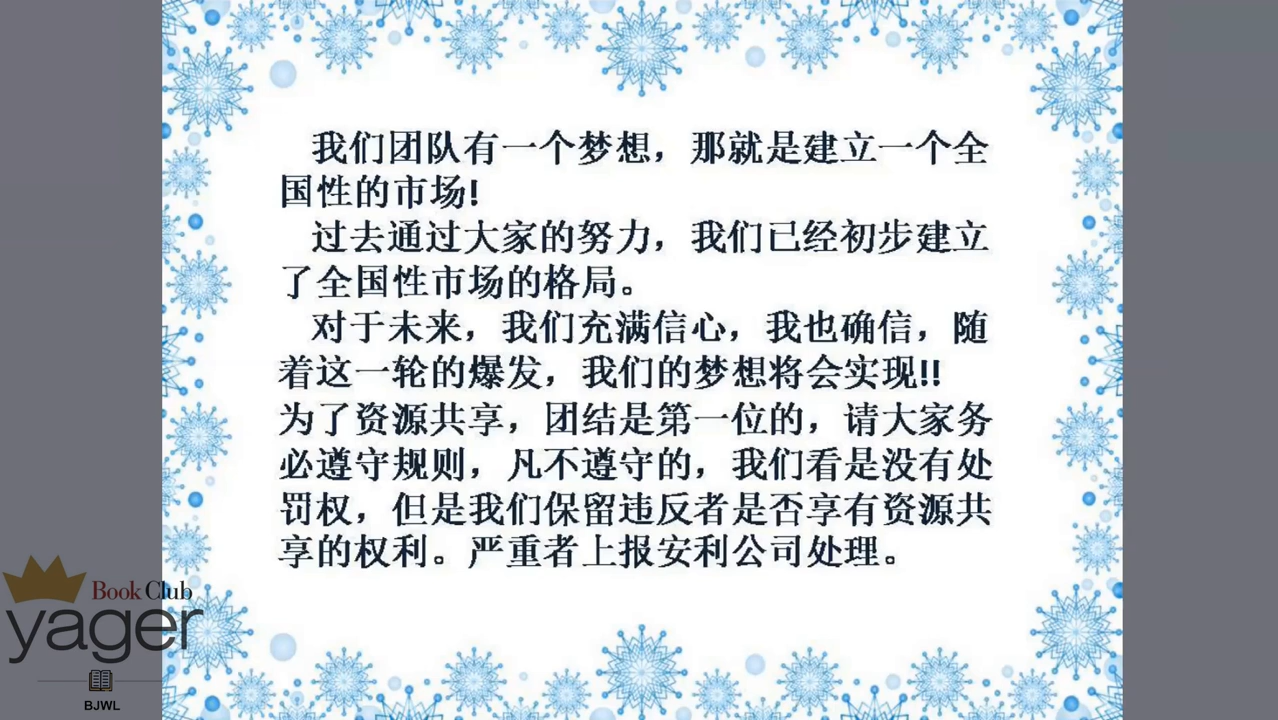 我们团队有一个梦想，那就是建立一个全
国性的市场!
过去通过大家的努力，我们已经初步建立
了全国性市场的格局。
对于未来，我们充满信心，我也确信，随
着这一轮的爆发，我们的梦想将会实现!!
为了资源共享，团结是第一位的，请大家务
必遵守规则，凡不遵守的，我们看是没有处
罚权，但是我们保留违反者是否享有资源共
享的权利。严重者上报安利公司处理。
Book Club
yager
BJWL